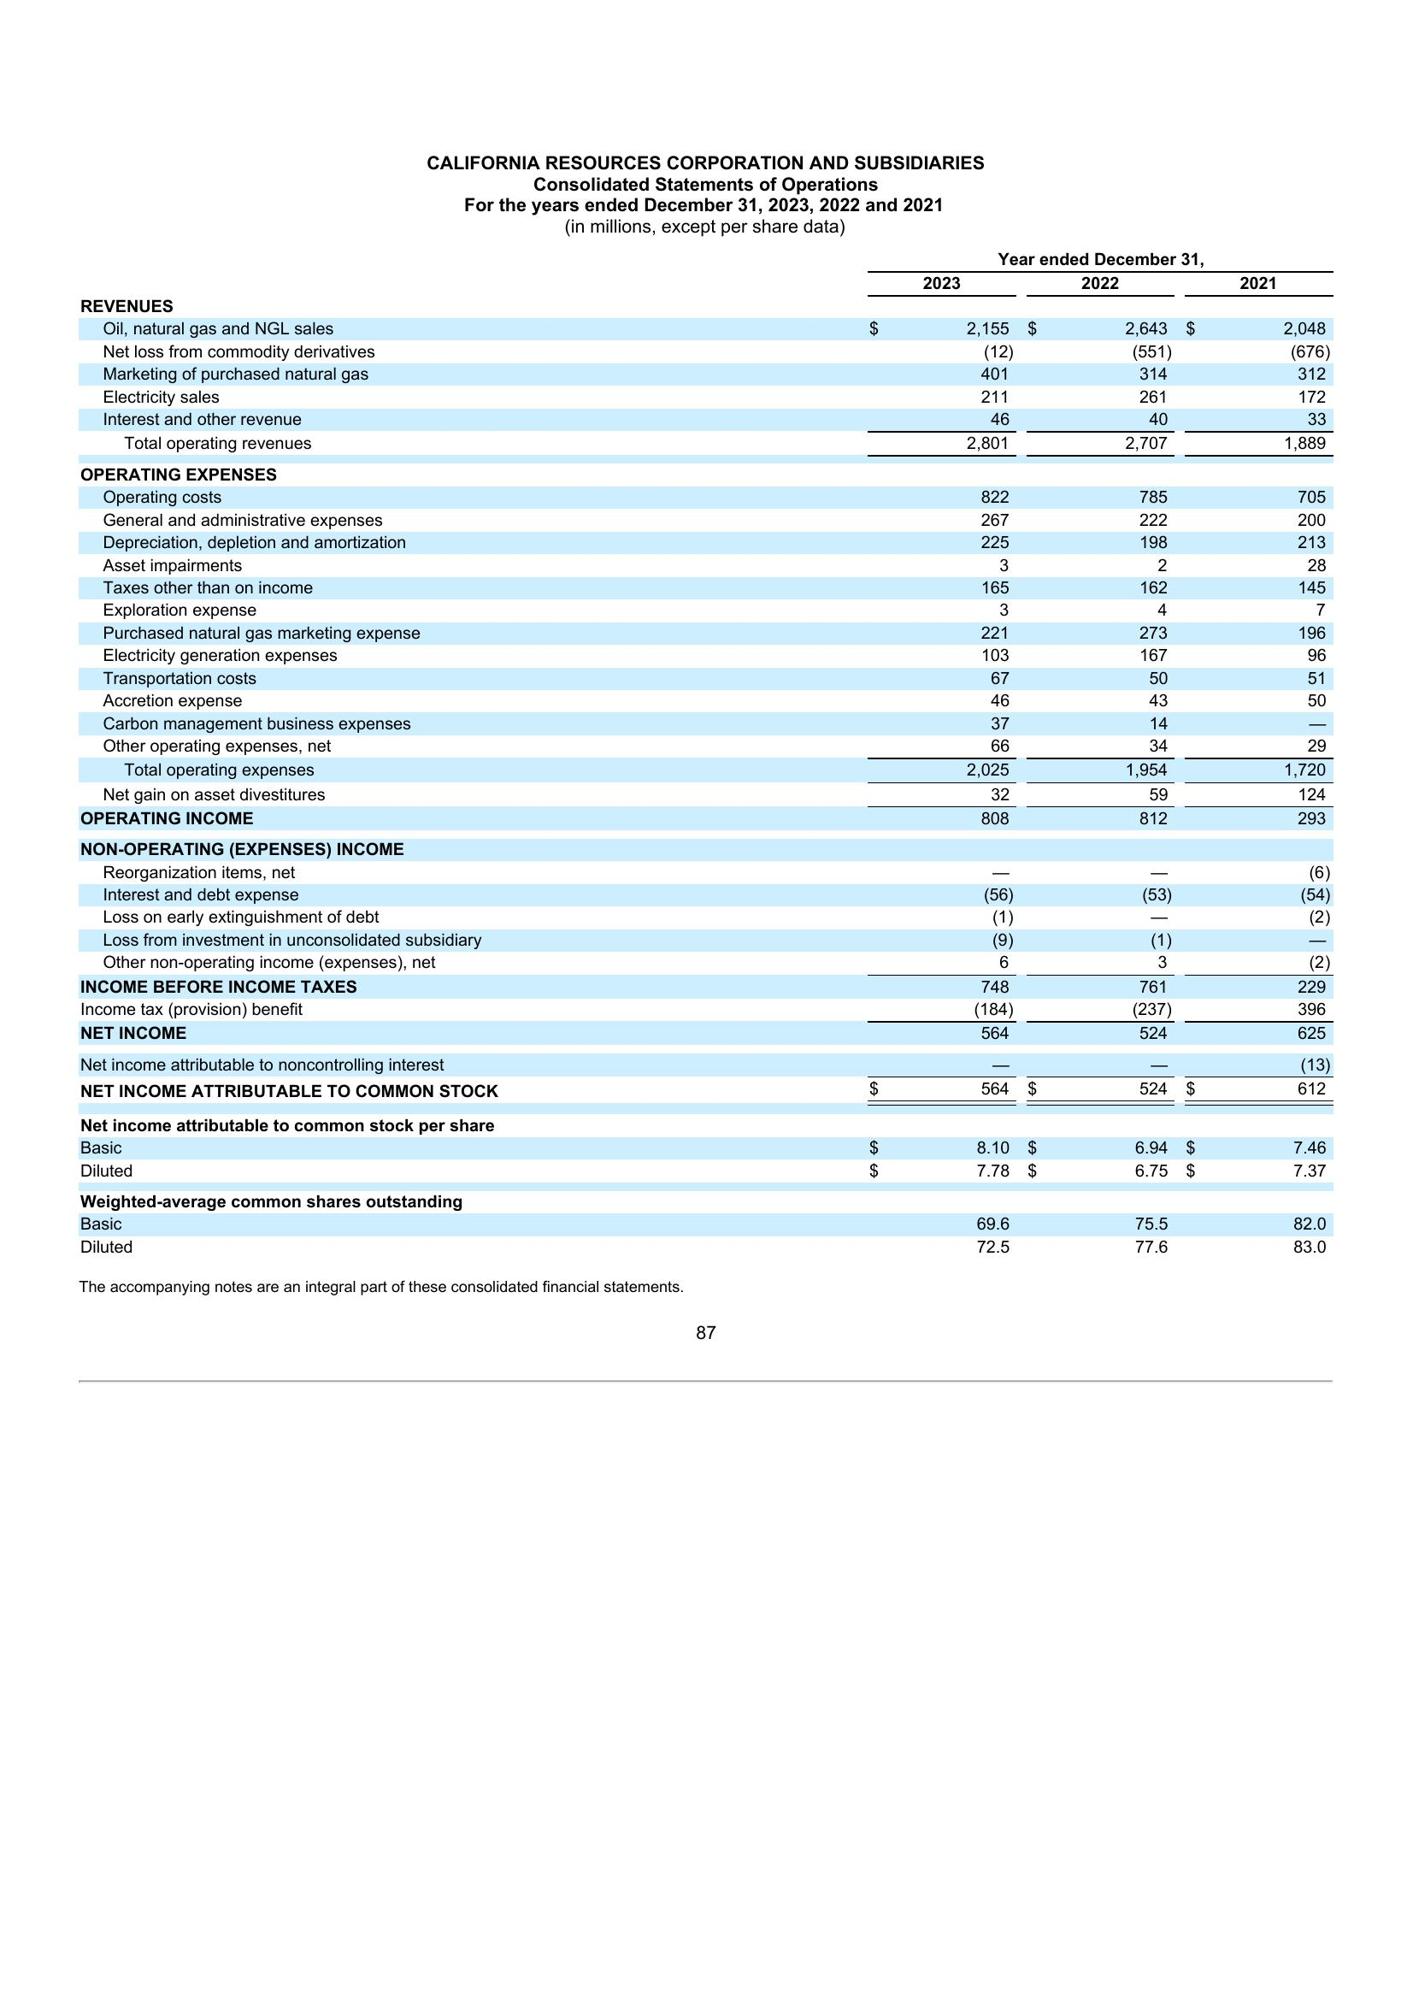 CALIFORNIA RESOURCES CORPORATION AND SUBSIDIARIES
Consolidated Statements of Operations
For the years ended December 31, 2023, 2022 and 2021
(in millions, except per share data)
Year ended December 31,
2023 2022 2021
REVENUES
Oil, natural gas and NGL sales $ 2,155 $ 2,643 $ 2,048
Net loss from commodity derivatives (12) (551) (676)
Marketing of purchased natural gas 401 314 312
Electricity sales 211 261 172
Interest and other revenue 46 40 33
Total operating revenues 2,801 2,707 1,889
OPERATING EXPENSES
Operating costs 822 785 705
General and administrative expenses 267 222 200
Depreciation, depletion and amortization 225 198 213
Asset impairments 3 2 28
Taxes other than on income 165 162 145
Exploration expense 3 4 7
Purchased natural gas marketing expense 221 273 196
Electricity generation expenses 103 167 96
Transportation costs 67 50 51
Accretion expense 46 43 50
Carbon management business expenses 37 14 —
Other operating expenses, net 66 34 29
Total operating expenses 2,025 1,954 1,720
Net gain on asset divestitures 32 59 124
OPERATING INCOME 808 812 293
NON-OPERATING (EXPENSES) INCOME
Reorganization items, net — — (6)
Interest and debt expense (56) (53) (54)
Loss on early extinguishment of debt (1) — (2)
Loss from investment in unconsolidated subsidiary (9) (1) —
Other non-operating income (expenses), net 6 3 (2)
INCOME BEFORE INCOME TAXES 748 761 229
Income tax (provision) benefit (184) (237) 396
NET INCOME 564 524 625
Net income attributable to noncontrolling interest — — (13)
NET INCOME ATTRIBUTABLE TO COMMON STOCK $ 564 $ 524 $ 612
Net income attributable to common stock per share
Basic $ 8.10 $ 6.94 $ 7.46
Diluted $ 7.78 $ 6.75 $ 7.37
Weighted-average common shares outstanding
Basic 69.6 75.5 82.0
Diluted 72.5 77.6 83.0
The accompanying notes are an integral part of these consolidated financial statements.
87